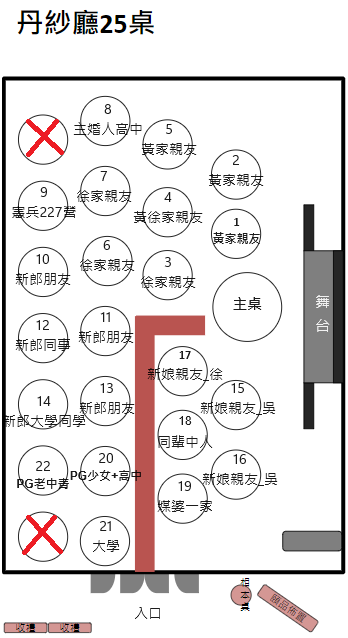 丹紗廳25桌
8
主婚人高中
5
黃家親友
2
黃家親友
7
徐家親友
9
憲兵227營
4
黃徐家親友
1
黃家親友
6
徐家親友
10
新郎朋友
3
徐家親友
主桌
舞台
11
新郎朋友
12
新郎同事
17
新娘親友_徐
15
新娘親友_吳
13
新郎朋友
14
新郎大學同學
18
同輩中人
20
PG少女+高中
22
PG老中青
16
新娘親友_吳
19
媒婆一家
21
大學
入口
相本桌
收禮
收禮